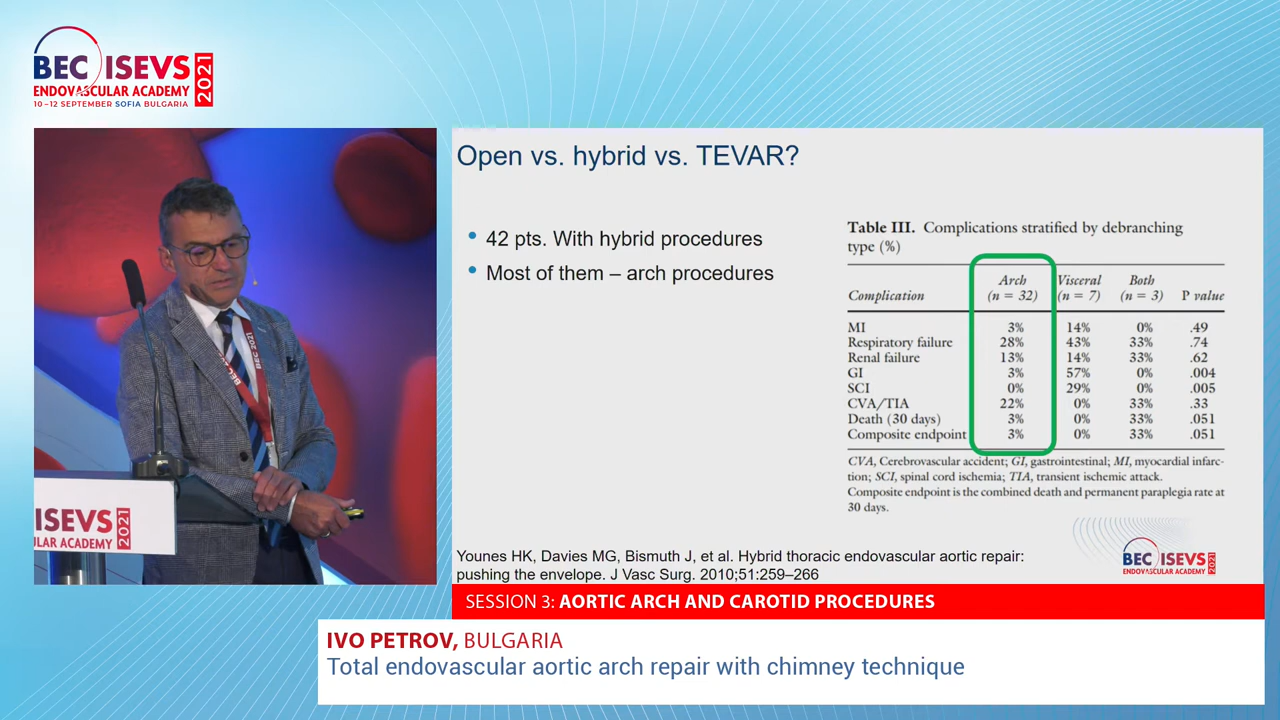 BEC ISEVS
ENDOVASCULAR ACADEMY
2021
10–12 SEPTEMBER SOFIA BULGARIA
BEC 2021
ISEVS
LAR ACADEMY
2021
Open vs. hybrid vs. TEVAR?
• 42 pts. With hybrid procedures
• Most of them – arch procedures
Table III. Complications stratified by debranching
type (%)
Complication Arch (n = 32) Visceral (n = 7) Both (n = 3) P value
MI 3% 14% 0% .49
Respiratory failure 28% 43% 33% .74
Renal failure 13% 14% 33% .62
GI 3% 57% 0% .004
SCI 0% 29% 0% .005
CVA/TIA 22% 0% 33% .33
Death (30 days) 3% 0% 33% .051
Composite endpoint 3% 0% 33% .051
CVA, Cerebrovascular accident; GI, gastrointestinal; MI, myocardial infarc-
tion; SCI, spinal cord ischemia; TIA, transient ischemic attack.
Composite endpoint is the combined death and permanent paraplegia rate at
30 days.
Younes HK, Davies MG, Bismuth J, et al. Hybrid thoracic endovascular aortic repair:
pushing the envelope. J Vasc Surg. 2010;51:259–266
BEC ISEVS
ENDOVASCULAR ACADEMY
2021
SESSION 3: AORTIC ARCH AND CAROTID PROCEDURES
IVO PETROV, BULGARIA
Total endovascular aortic arch repair with chimney technique